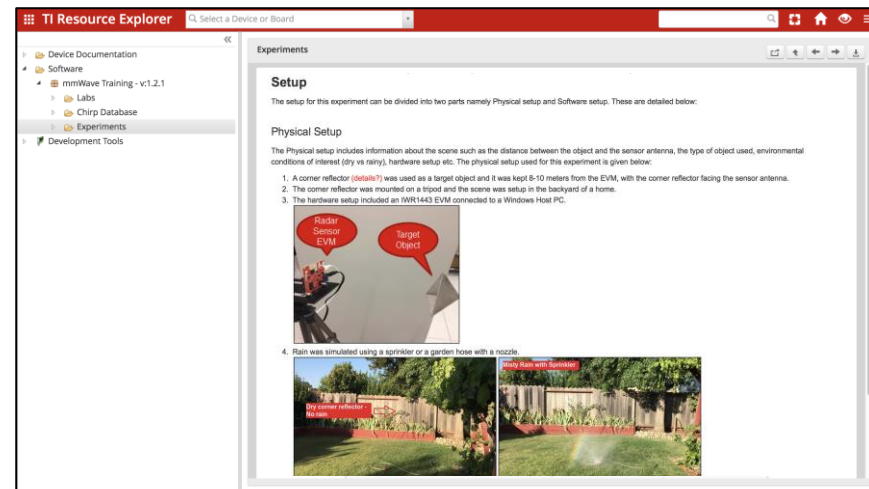 TI Resource Explorer
Q. Select a Device or Board
Device Documentation
Software
mmWave Training - v:1.2.1
Labs
Chirp Database
Experiments
Development Tools
Experiments
Setup
The setup for this experiment can be divided into two parts namely Physical setup and Software setup. These are detailed below:
Physical Setup
The Physical setup includes information about the scene such as the distance between the object and the sensor antenna, the type of object used, environmental
conditions of interest (dry vs rainy), hardware setup etc. The physical setup used for this experiment is given below:
1. A corner reflector (details?) was used as a target object and it was kept 8-10 meters from the EVM, with the corner reflector facing the sensor antenna.
2. The corner reflector was mounted on a tripod and the scene was setup in the backyard of a home.
3. The hardware setup included an IWR1443 EVM connected to a Windows Host PC.
Radar
Sensor
EVM
Target
Object
4. Rain was simulated using a sprinkler or a garden hose with a nozzle.
Dry corner reflector -
No rain
Misty Rain with Sprinkler